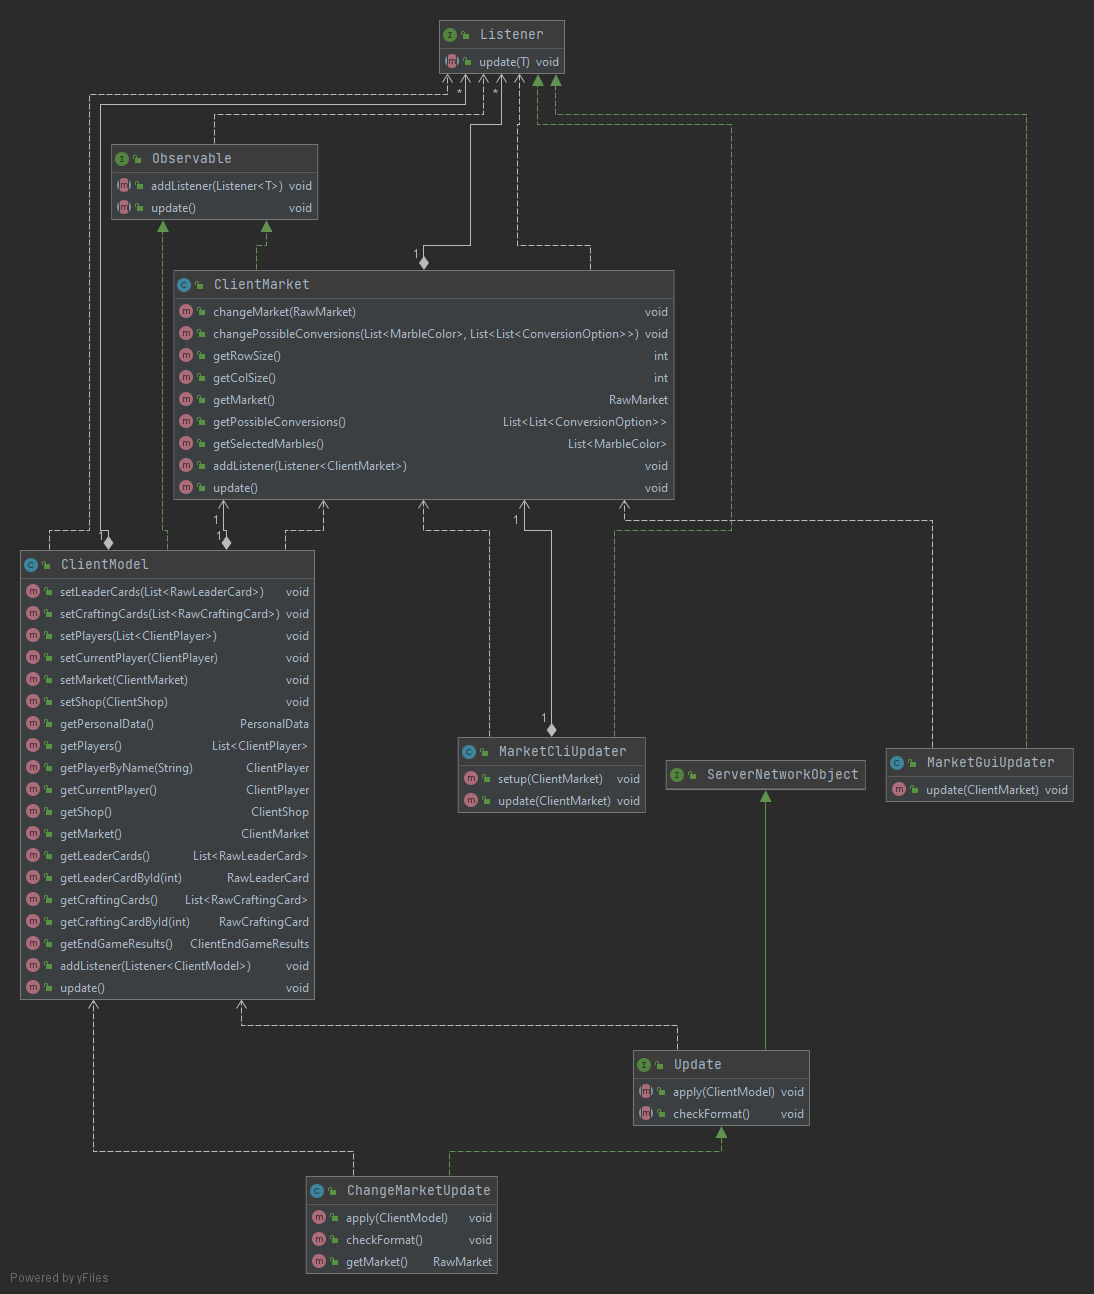 Listener
update(T) void
*
*
Observable
addListener(Listener<T>) void
update() void
1
ClientMarket
changeMarket(RawMarket) void
changePossibleConversions(List<MarbleColor>, List<List<ConversionOption>>) void
getRowSize() int
getColSize() int
getMarket() RawMarket
getPossibleConversions() List<List<ConversionOption>>
getSelectedMarbles() List<MarbleColor>
addListener(Listener<ClientMarket>) void
update() void
1
1
1
1
ClientModel
setLeaderCards(List<RawLeaderCard>) void
setCraftingCards(List<RawCraftingCard>) void
setPlayers(List<ClientPlayer>) void
setCurrentPlayer(ClientPlayer) void
setMarket(ClientMarket) void
setShop(ClientShop) void
getPersonalData() PersonalData
getPlayers() List<ClientPlayer>
getPlayerByName(String) ClientPlayer
getCurrentPlayer() ClientPlayer
getShop() ClientShop
getMarket() ClientMarket
getLeaderCards() List<RawLeaderCard>
getLeaderCardById(int) RawLeaderCard
getCraftingCards() List<RawCraftingCard>
getCraftingCardById(int) RawCraftingCard
getEndGameResults() ClientEndGameResults
addListener(Listener<ClientModel>) void
update() void
1
MarketCliUpdater
setup(ClientMarket) void
update(ClientMarket) void
ServerNetworkObject
MarketGuiUpdater
update(ClientMarket) void
Update
apply(ClientModel) void
checkFormat() void
ChangeMarketUpdate
apply(ClientModel) void
checkFormat() void
getMarket() RawMarket
Powered by yFiles